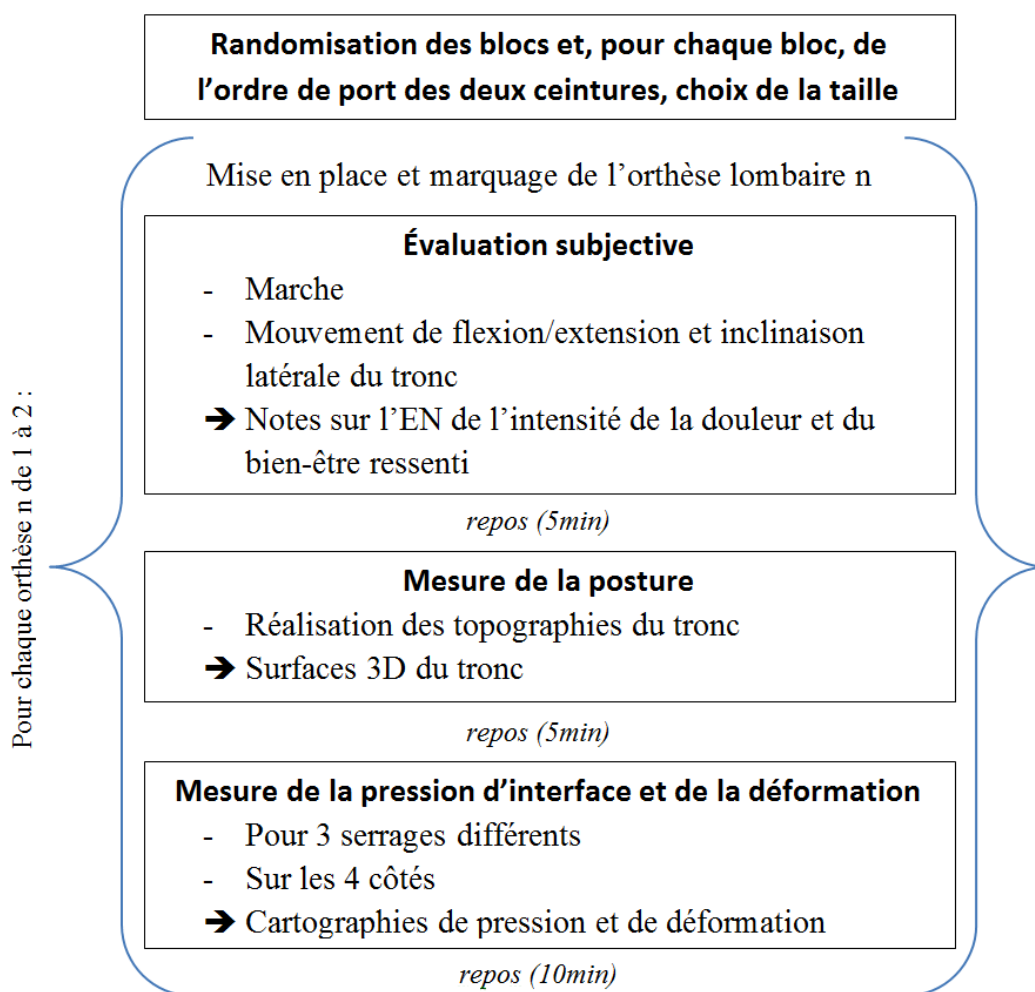 Randomisation des blocs et, pour chaque bloc, de
l’ordre de port des deux ceintures, choix de la taille
Pour chaque orthèse n de 1 à 2 :
Mise en place et marquage de l’orthèse lombaire n
Évaluation subjective
- Marche
- Mouvement de flexion/extension et inclinaison
latérale du tronc
➔ Notes sur l’EN de l’intensité de la douleur et du
bien-être ressenti
repos (5min)
Mesure de la posture
- Réalisation des topographies du tronc
➔ Surfaces 3D du tronc
repos (5min)
Mesure de la pression d’interface et de la déformation
- Pour 3 serrages différents
- Sur les 4 côtés
➔ Cartographies de pression et de déformation
repos (10min)